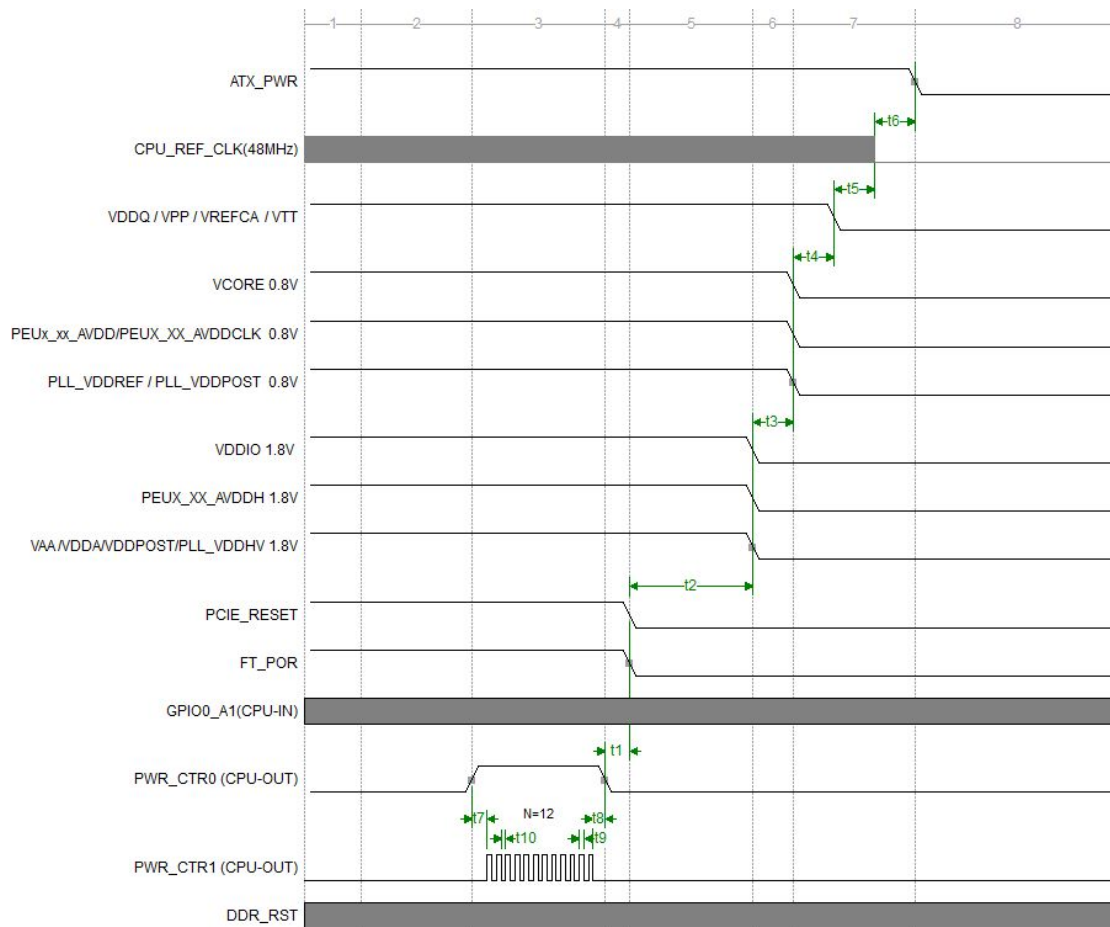 1 2 3 4 5 6 7 8
ATX_PWR
t6
CPU_REF_CLK(48MHz)
t5
VDDQ / VPP / VREFCA / VTT
t4
VCORE 0.8V
PEUx_xx_AVDD/PEUX_XX_AVDDCLK 0.8V
PLL_VDDREF / PLL_VDDPOST 0.8V
t3
VDDIO 1.8V
PEUX_XX_AVDDH 1.8V
VAA/VDDA/VDDPOST/PLL_VDDHV 1.8V
t2
PCIE_RESET
FT_POR
GPIO0_A1(CPU-IN)
t1
PWR_CTR0 (CPU-OUT)
t7 N=12 t8
t10 t9
PWR_CTR1 (CPU-OUT)
DDR_RST